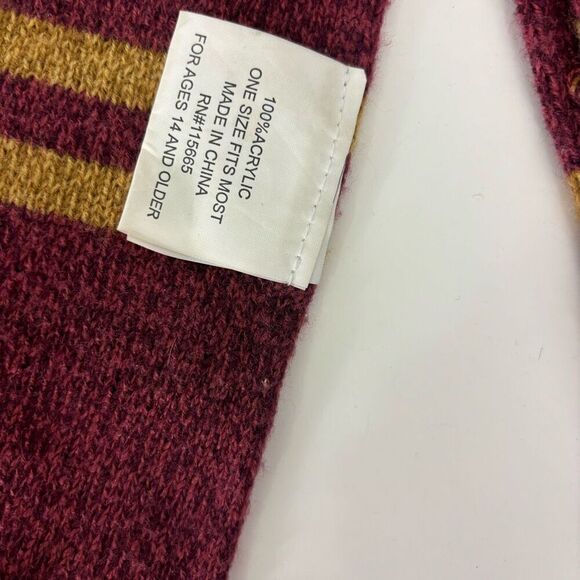 100%ACRYLIC
ONE SIZE FITS MOST
MADE IN CHINA
RN#115665
FOR AGES 14 AND OLDER